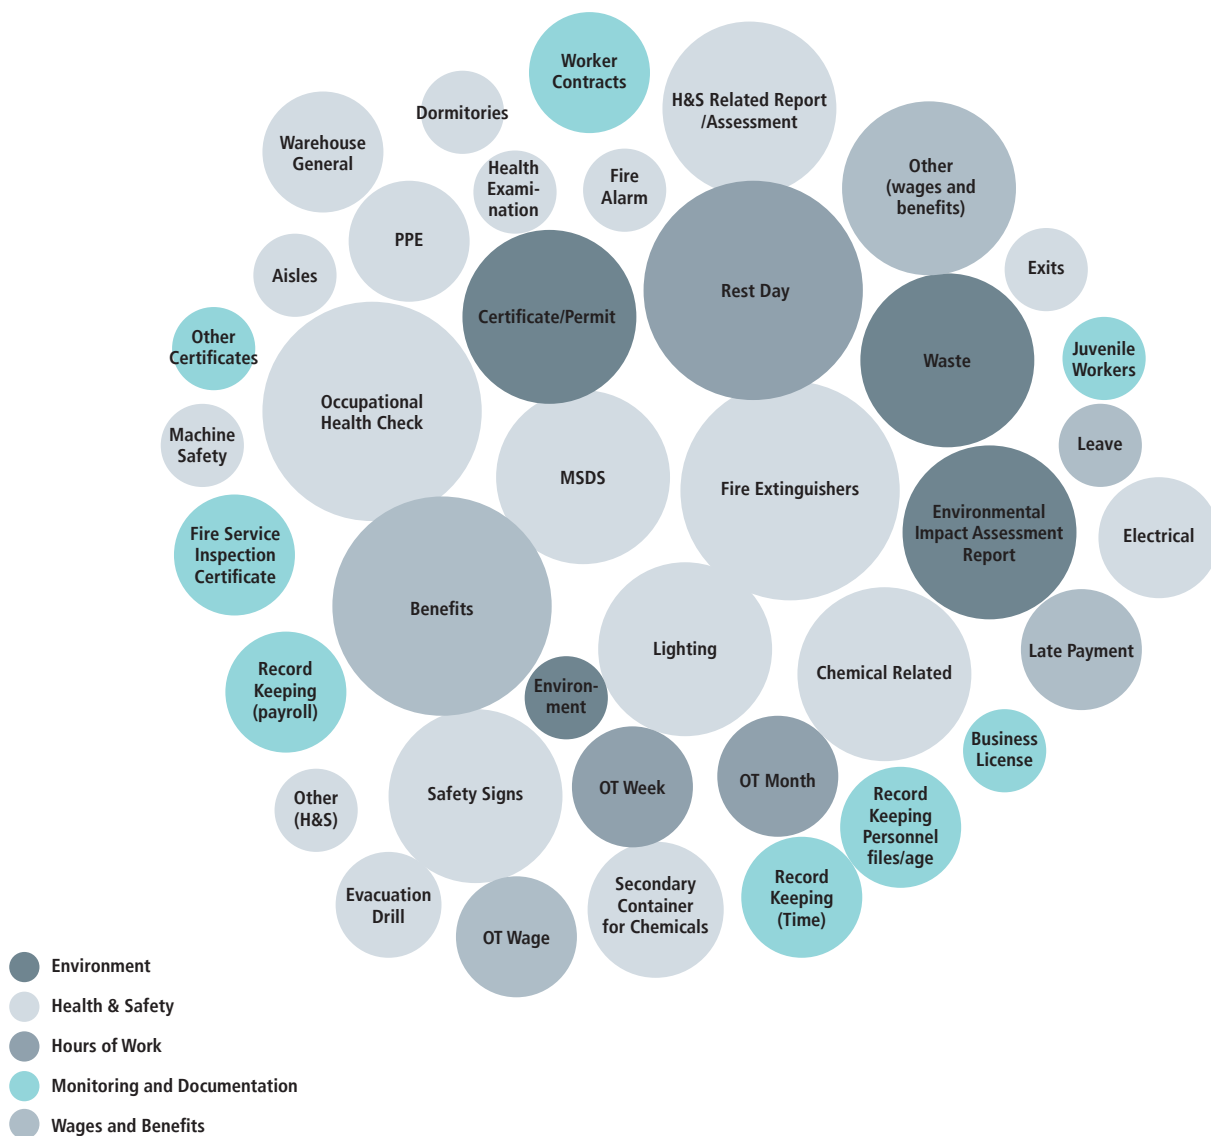 Worker
Contracts
H&S Related Report
/Assessment
Dormitories
Warehouse
General
Health
Exami-
nation
Fire
Alarm
Other
(wages and
benefits)
PPE
Aisles
Exits
Rest Day
Certificate/Permit
Other
Certificates
Waste
Juvenile
Workers
Occupational
Health Check
Machine
Safety
Leave
MSDS
Fire Extinguishers
Environmental
Impact Assessment
Report
Electrical
Fire Service
Inspection
Certificate
Benefits
Lighting
Late Payment
Chemical Related
Record
Keeping
(payroll)
Environ-
ment
Business
License
OT Week
OT Month
Safety Signs
Other
(H&S)
Record
Keeping
Personnel
files/age
Evacuation
Drill
Secondary
Container
for Chemicals
Record
Keeping
(Time)
OT Wage
Environment
Health & Safety
Hours of Work
Monitoring and Documentation
Wages and Benefits